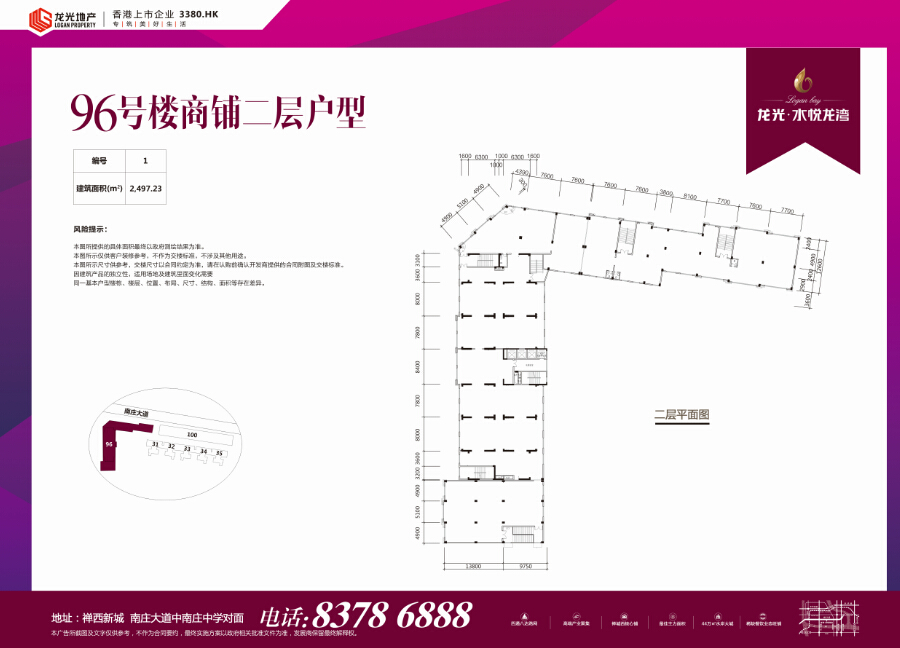 龙光地产
LOGAN PROPERTY
香港上市企业 3380.HK
专|筑|美|好|生|活
Logan bay
龙光·水悦龙湾
96号楼商铺二层户型
编号 1
建筑面积(m²) 2,497.23
风险提示：
本图所提供的具体面积最终以政府测绘结果为准。
本图所示仅供客户装修参考，不作为交楼标准，不涉及其他用途。
本图所示尺寸供参考，交楼尺寸以合同约定为准，请在认购前确认开发商提供的合同附图及交楼标准。
因建筑产品的独立性，适用场地及建筑层面变化需要
同一基本户型楼栋、楼层、位置、布局、尺寸、结构、面积等存在差异。
1600 6300 1000 6300 1600
1000
4390 7600 7600 7600 7600 3600 8100 7700 7600 7700
4900 5100 4900
3200
3600
8000
7800
8400
7800
8000
3600
3200
4900
5100
4900
13800 9750
二层平面图
南庄大道
100
96
31 32 33 34 35
地址：禅西新城 南庄大道中南庄中学对面
电话:8378 6888
本广告所载图及文字仅供参考，不作为合同要约，最终实施方案以政府相关批准文件为准，发展商保留最终解释权。